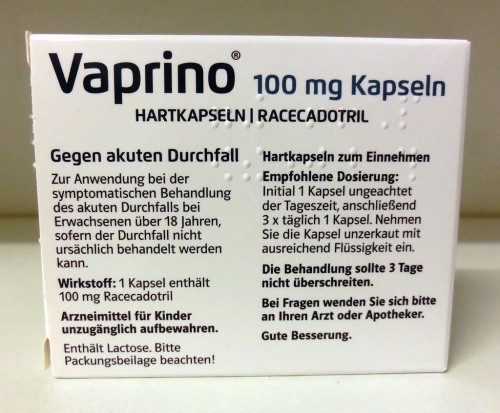 Vaprino® 100 mg Kapseln
HARTKAPSELN | RACECADOTRIL
Gegen akuten Durchfall
Zur Anwendung bei der
symptomatischen Behandlung
des akuten Durchfalls bei
Erwachsenen über 18 Jahren,
sofern der Durchfall nicht
ursächlich behandelt werden
kann.
Wirkstoff: 1 Kapsel enthält
100 mg Racecadotril
Arzneimittel für Kinder
unzugänglich aufbewahren.
Enthält Lactose. Bitte
Packungsbeilage beachten!
Hartkapseln zum Einnehmen
Empfohlene Dosierung:
Initial 1 Kapsel ungeachtet
der Tageszeit, anschließend
3 x täglich 1 Kapsel. Nehmen
Sie die Kapsel unzerkaut mit
ausreichend Flüssigkeit ein.
Die Behandlung sollte 3 Tage
nicht überschreiten.
Bei Fragen wenden Sie sich bitte
an Ihren Arzt oder Apotheker.
Gute Besserung.